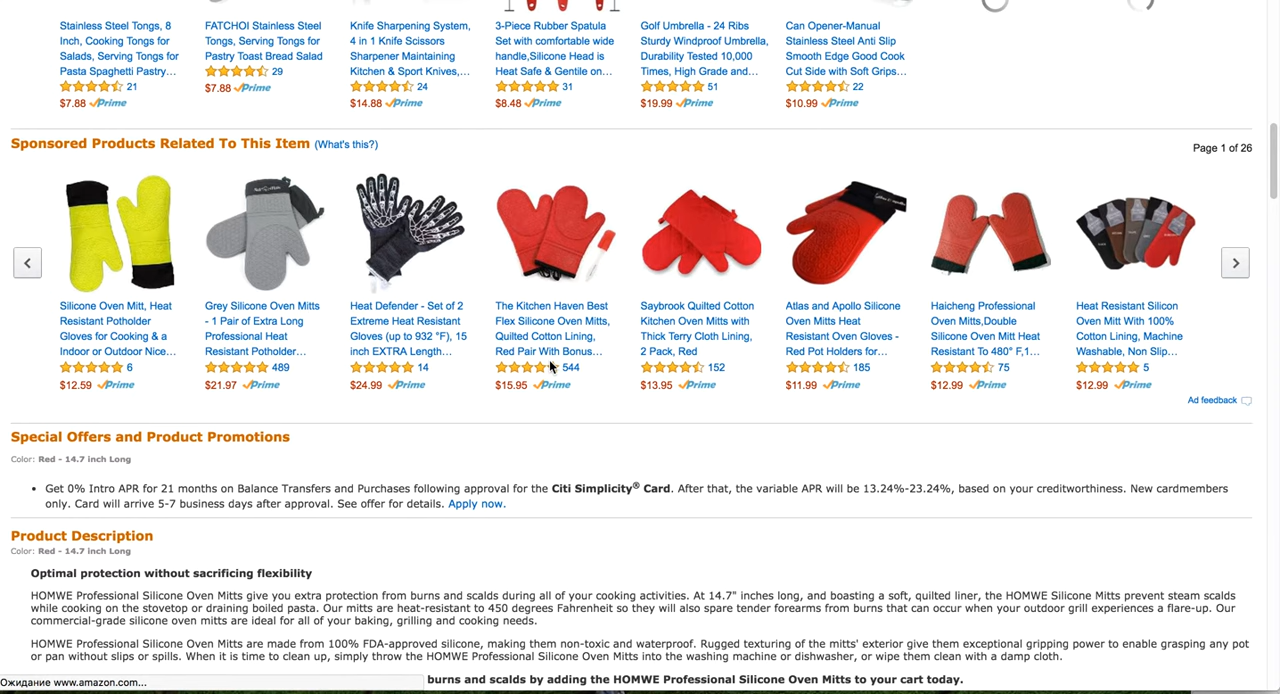 Stainless Steel Tongs, 8
Inch, Cooking Tongs for
Salads, Serving Tongs for
Pasta Spaghetti Pastry…
21
$7.88 Prime
FATCHOI Stainless Steel
Tongs, Serving Tongs for
Pastry Toast Bread Salad
29
$7.88 Prime
Knife Sharpening System,
4 in 1 Knife Scissors
Sharpener Maintaining
Kitchen & Sport Knives,…
24
$14.88 Prime
3-Piece Rubber Spatula
Set with comfortable wide
handle,Silicone Head is
Heat Safe & Gentile on…
31
$8.48 Prime
Golf Umbrella - 24 Ribs
Sturdy Windproof Umbrella,
Durability Tested 10,000
Times, High Grade and…
51
$19.99 Prime
Can Opener-Manual
Stainless Steel Anti Slip
Smooth Edge Good Cook
Cut Side with Soft Grips…
22
$10.99 Prime
Sponsored Products Related To This Item (What's this?)
Page 1 of 26
Silicone Oven Mitt, Heat
Resistant Potholder
Gloves for Cooking & a
Indoor or Outdoor Nice…
6
$12.59 Prime
Grey Silicone Oven Mitts
- 1 Pair of Extra Long
Professional Heat
Resistant Potholder…
489
$21.97 Prime
Heat Defender - Set of 2
Extreme Heat Resistant
Gloves (up to 932 °F), 15
inch EXTRA Length…
14
$24.99 Prime
The Kitchen Haven Best
Flex Silicone Oven Mitts,
Quilted Cotton Lining,
Red Pair With Bonus…
544
$15.95 Prime
Saybrook Quilted Cotton
Kitchen Oven Mitts with
Thick Terry Cloth Lining,
2 Pack, Red
152
$13.95 Prime
Atlas and Apollo Silicone
Oven Mitts Heat
Resistant Oven Gloves -
Red Pot Holders for…
185
$11.99 Prime
Haicheng Professional
Oven Mitts,Double
Silicone Oven Mitt Heat
Resistant To 480° F,1…
75
$12.99 Prime
Heat Resistant Silicon
Oven Mitt With 100%
Cotton Lining, Machine
Washable, Non Slip…
5
$12.99 Prime
Ad feedback
Special Offers and Product Promotions
Color: Red - 14.7 inch Long
• Get 0% Intro APR for 21 months on Balance Transfers and Purchases following approval for the Citi Simplicity® Card. After that, the variable APR will be 13.24%-23.24%, based on your creditworthiness. New cardmembers
only. Card will arrive 5-7 business days after approval. See offer for details. Apply now.
Product Description
Color: Red - 14.7 inch Long
Optimal protection without sacrificing flexibility
HOMWE Professional Silicone Oven Mitts give you extra protection from burns and scalds during all of your cooking activities. At 14.7" inches long, and boasting a soft, quilted liner, the HOMWE Silicone Mitts prevent steam scalds
while cooking on the stovetop or draining boiled pasta. Our mitts are heat-resistant to 450 degrees Fahrenheit so they will also spare tender forearms from burns that can occur when your outdoor grill experiences a flare-up. Our
commercial-grade silicone oven mitts are ideal for all of your baking, grilling and cooking needs.
HOMWE Professional Silicone Oven Mitts are made from 100% FDA-approved silicone, making them non-toxic and waterproof. Rugged texturing of the mitts' exterior give them exceptional gripping power to enable grasping any pot
or pan without slips or spills. When it is time to clean up, simply throw the HOMWE Professional Silicone Oven Mitts into the washing machine or dishwasher, or wipe them clean with a damp cloth.
burns and scalds by adding the HOMWE Professional Silicone Oven Mitts to your cart today.
Ожидание www.amazon.com...